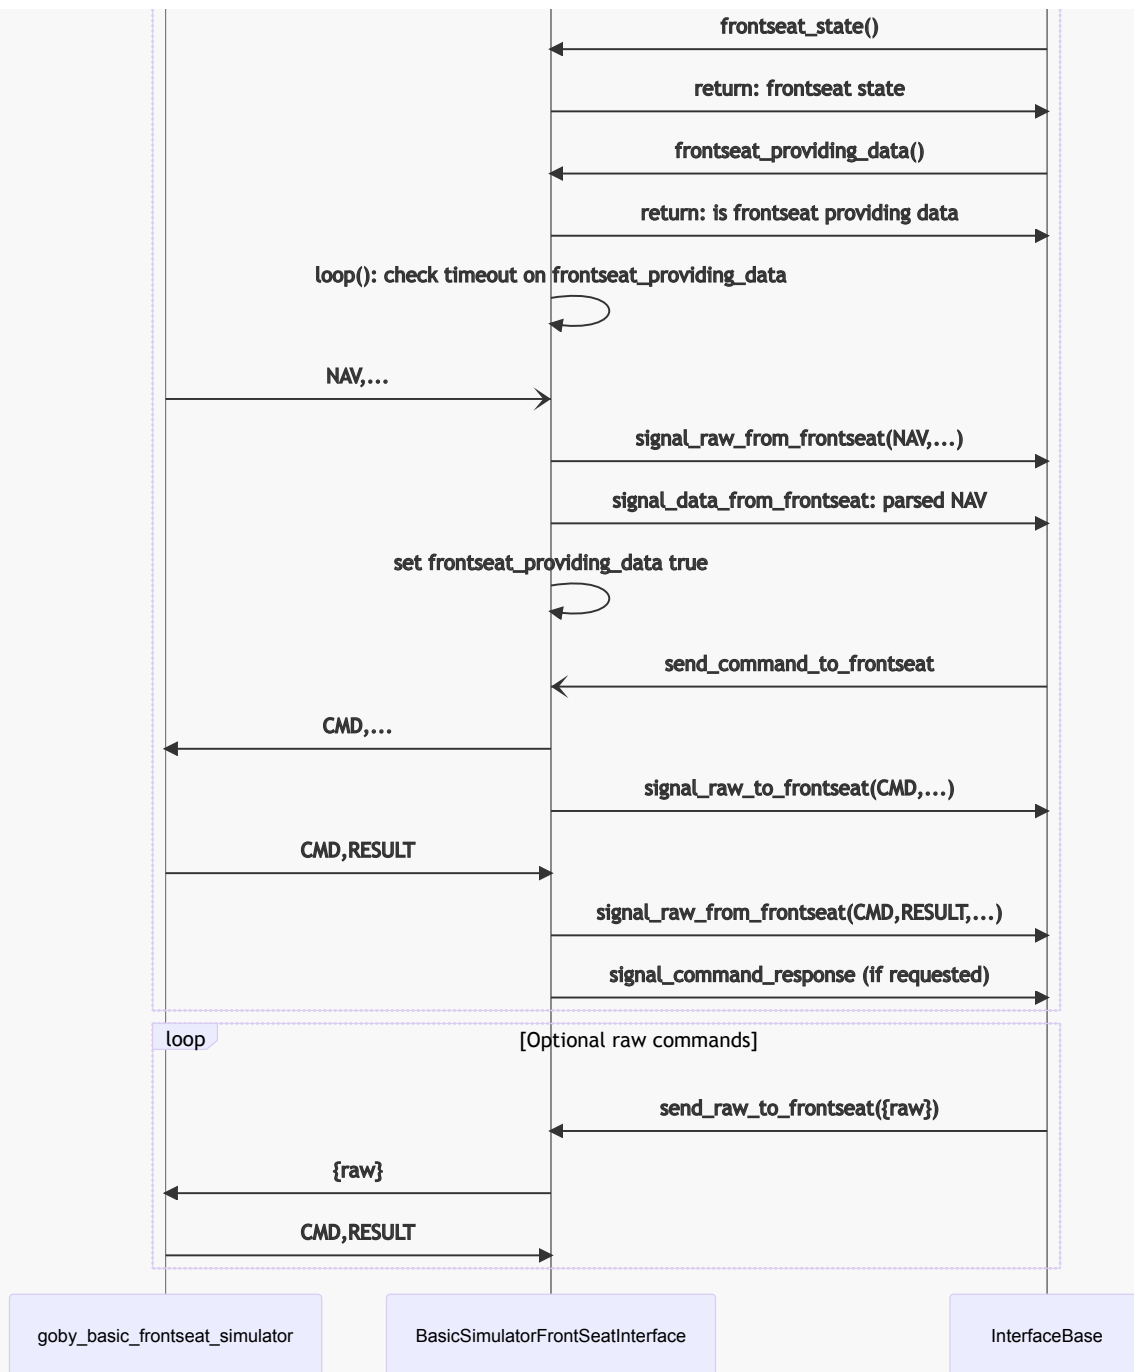 frontseat_state()
return: frontseat state
frontseat_providing_data()
return: is frontseat providing data
loop(): check timeout on frontseat_providing_data
NAV,...
signal_raw_from_frontseat(NAV,...)
signal_data_from_frontseat: parsed NAV
set frontseat_providing_data true
send_command_to_frontseat
CMD,...
signal_raw_to_frontseat(CMD,...)
CMD,RESULT
signal_raw_from_frontseat(CMD,RESULT,...)
signal_command_response (if requested)
loop [Optional raw commands]
send_raw_to_frontseat({raw})
{raw}
CMD,RESULT
goby_basic_frontseat_simulator BasicSimulatorFrontSeatInterface InterfaceBase